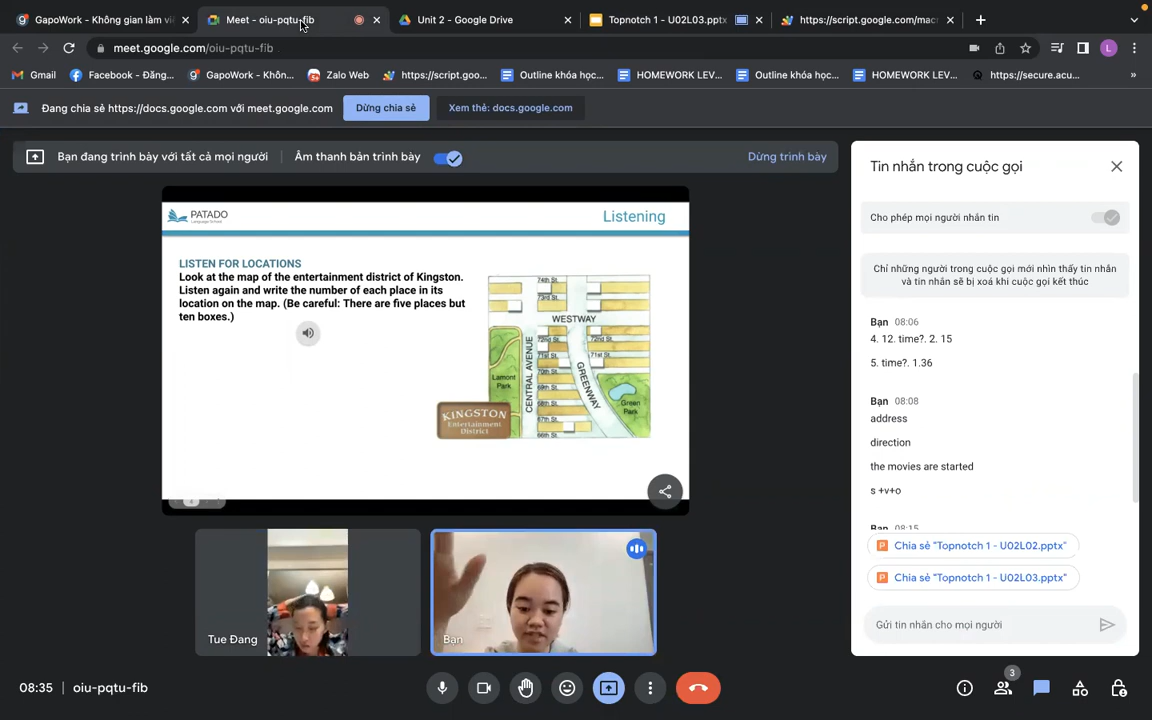 GapoWork - Không gian làm vi
Meet - oiu-pqtu-fib
Unit 2 - Google Drive
Topnotch 1 - U02L03.pptx
https://script.google.com/mac
meet.google.com/oiu-pqtu-fib
L
Gmail
Facebook - Đăng...
GapoWork - Khôn...
Zalo Web
https://script.goo...
Outline khóa học...
HOMEWORK LEV...
Outline khóa học...
HOMEWORK LEV...
https://secure.acu...
Đang chia sẻ https://docs.google.com với meet.google.com
Dừng chia sẻ
Xem thẻ: docs.google.com
Bạn đang trình bày với tất cả mọi người
Âm thanh bản trình bày
Dừng trình bày
PATADO
Language School
Listening
LISTEN FOR LOCATIONS
Look at the map of the entertainment district of Kingston.
Listen again and write the number of each place in its
location on the map. (Be careful: There are five places but
ten boxes.)
74th St.
73rd St.
WESTWAY
72nd St.
72nd St.
71st St.
71st St.
70th St.
69th St.
68th St.
67th St.
66th St.
CENTRAL AVENUE
GREENWAY
Lamont
Park
Green
Park
KINGSTON
Entertainment
District
Tue Đang
Bạn
Tin nhắn trong cuộc gọi
Cho phép mọi người nhắn tin
Chỉ những người trong cuộc gọi mới nhìn thấy tin nhắn
và tin nhắn sẽ bị xoá khi cuộc gọi kết thúc
Bạn 08:06
4. 12. time?. 2. 15
5. time?. 1.36
Bạn 08:08
address
direction
the movies are started
s +v+o
Bạn 08:15
Chia sẻ "Topnotch 1 - U02L02.pptx"
Chia sẻ "Topnotch 1 - U02L03.pptx"
Gửi tin nhắn cho mọi người
08:35 | oiu-pqtu-fib
3